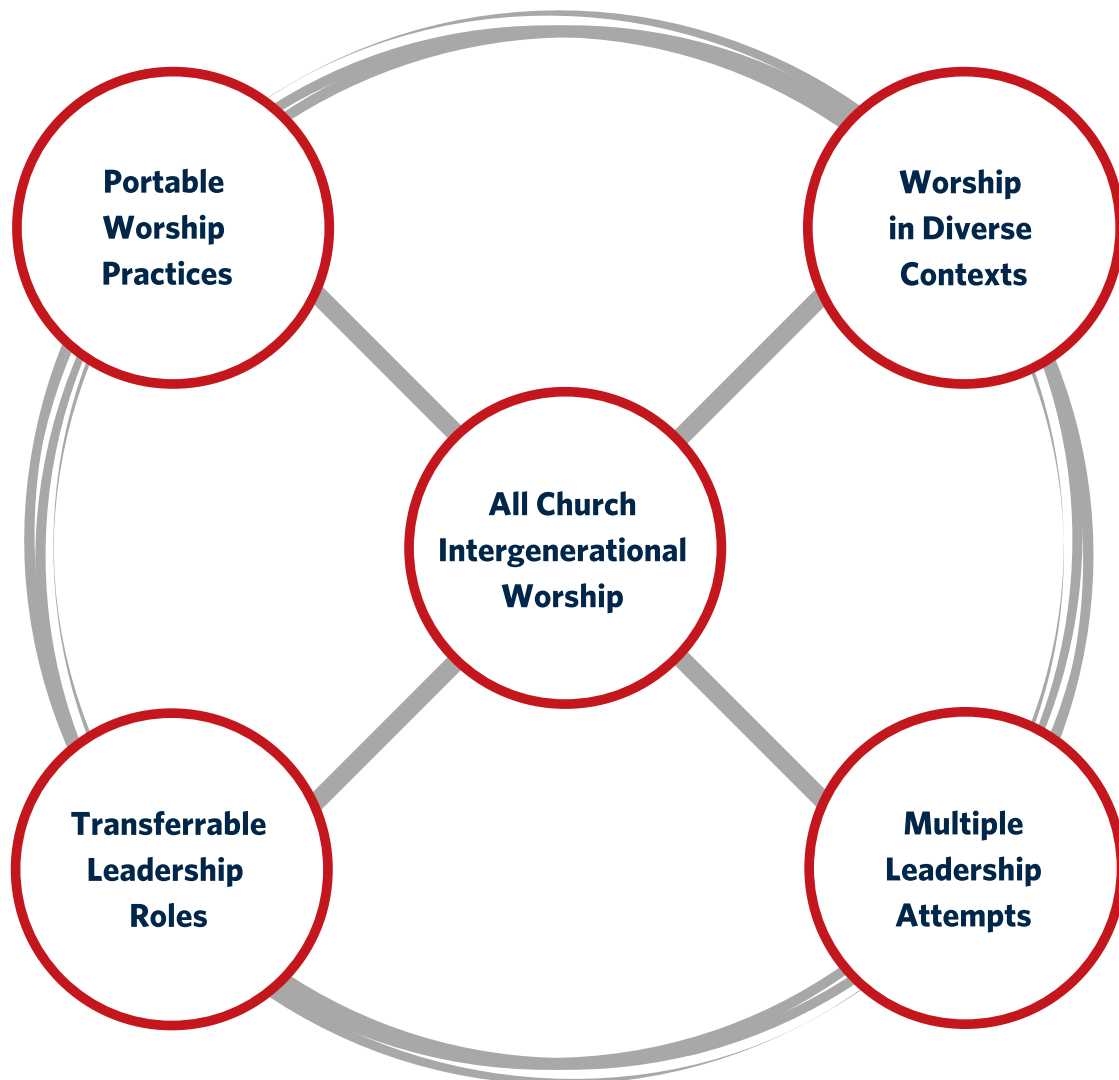 Portable
Worship
Practices
Worship
in Diverse
Contexts
All Church
Intergenerational
Worship
Transferrable
Leadership
Roles
Multiple
Leadership
Attempts